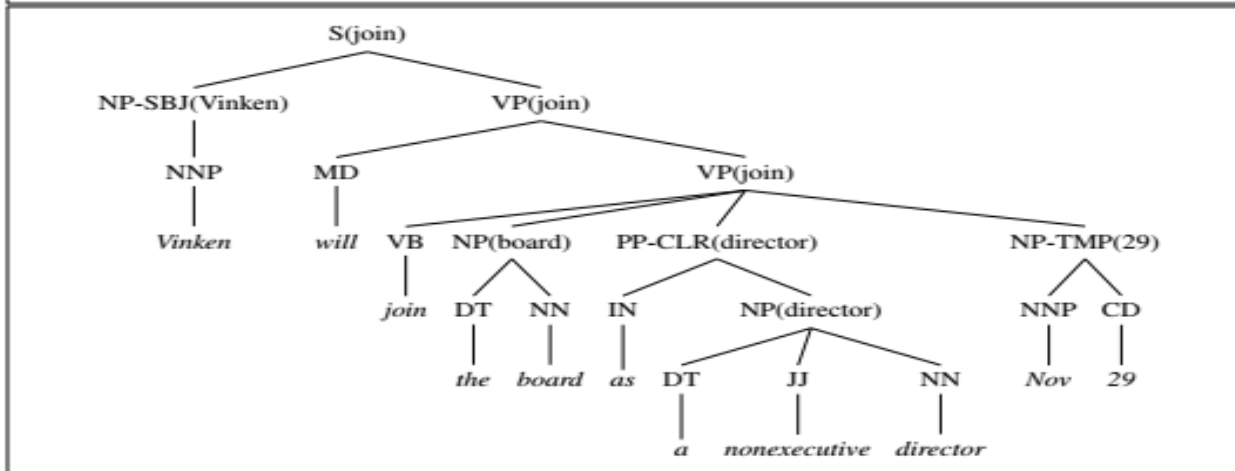 S(join)
NP-SBJ(Vinken) VP(join)
NNP MD VP(join)
Vinken will VB NP(board) PP-CLR(director) NP-TMP(29)
join DT NN IN NP(director) NNP CD
the board as DT JJ NN Nov 29
a nonexecutive director